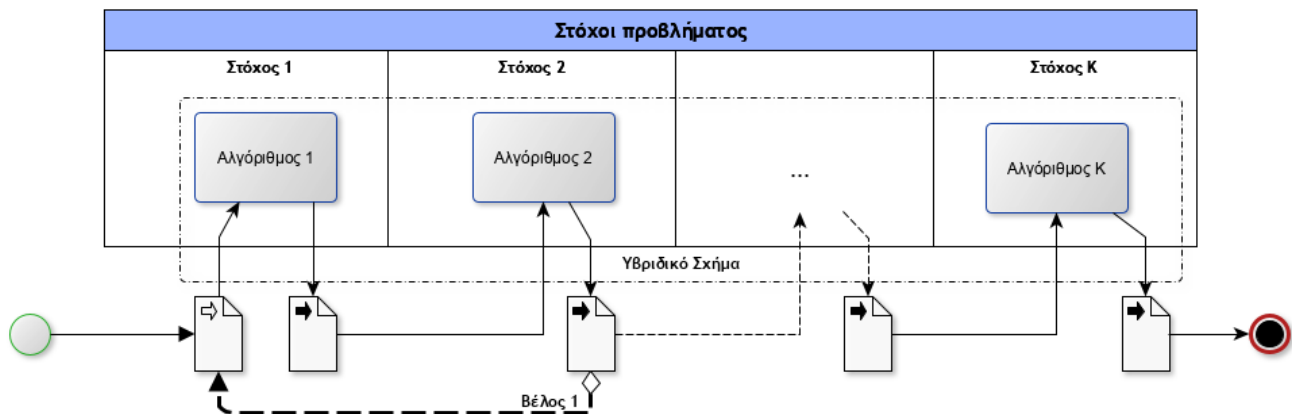 Στόχοι προβλήματος
Στόχος 1
Στόχος 2
Στόχος Κ
Αλγόριθμος 1
Αλγόριθμος 2
...
Αλγόριθμος Κ
Υβριδικό Σχήμα
Βέλος 1